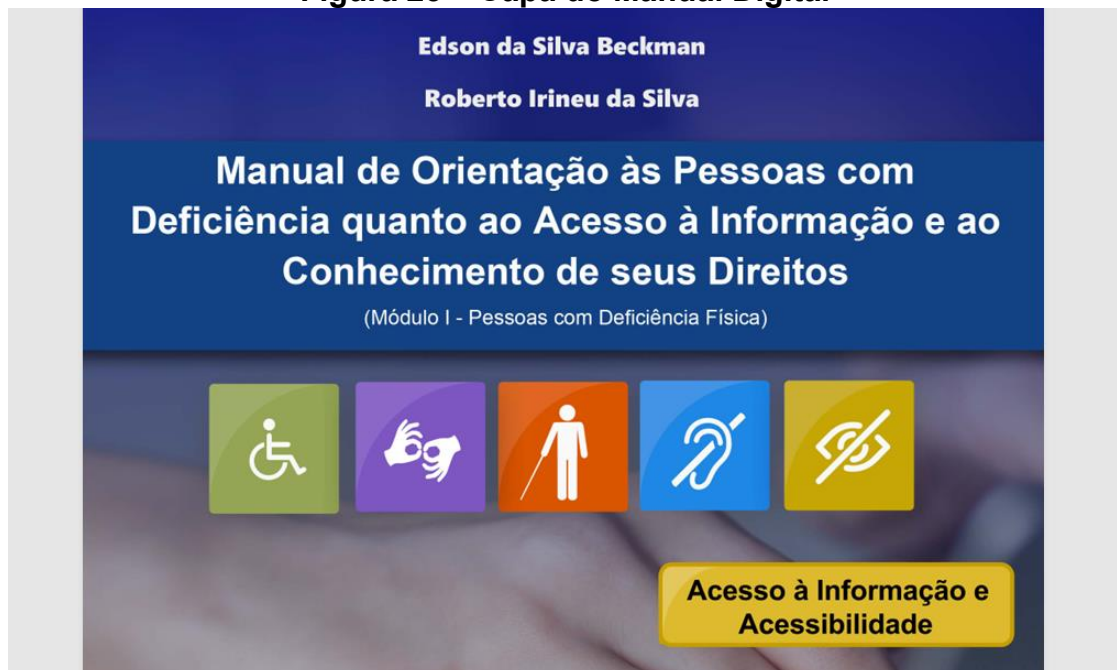 Edson da Silva Beckman
Roberto Irineu da Silva
Manual de Orientação às Pessoas com
Deficiência quanto ao Acesso à Informação e ao
Conhecimento de seus Direitos
(Módulo I - Pessoas com Deficiência Física)
Acesso à Informação e
Acessibilidade